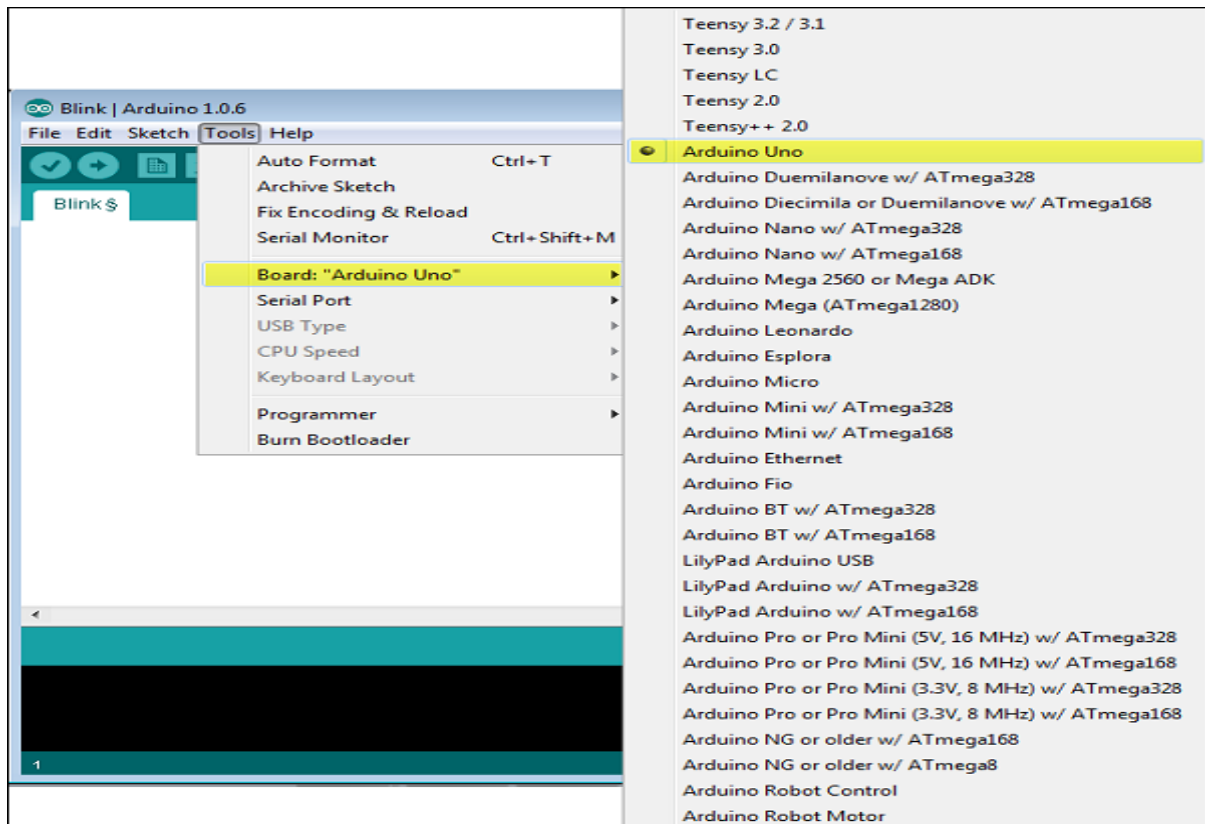 Blink | Arduino 1.0.6
File Edit Sketch Tools Help
Blink §
Auto Format Ctrl+T
Archive Sketch
Fix Encoding & Reload
Serial Monitor Ctrl+Shift+M
Board: "Arduino Uno"
Serial Port
USB Type
CPU Speed
Keyboard Layout
Programmer
Burn Bootloader
1
Teensy 3.2 / 3.1
Teensy 3.0
Teensy LC
Teensy 2.0
Teensy++ 2.0
Arduino Uno
Arduino Duemilanove w/ ATmega328
Arduino Diecimila or Duemilanove w/ ATmega168
Arduino Nano w/ ATmega328
Arduino Nano w/ ATmega168
Arduino Mega 2560 or Mega ADK
Arduino Mega (ATmega1280)
Arduino Leonardo
Arduino Esplora
Arduino Micro
Arduino Mini w/ ATmega328
Arduino Mini w/ ATmega168
Arduino Ethernet
Arduino Fio
Arduino BT w/ ATmega328
Arduino BT w/ ATmega168
LilyPad Arduino USB
LilyPad Arduino w/ ATmega328
LilyPad Arduino w/ ATmega168
Arduino Pro or Pro Mini (5V, 16 MHz) w/ ATmega328
Arduino Pro or Pro Mini (5V, 16 MHz) w/ ATmega168
Arduino Pro or Pro Mini (3.3V, 8 MHz) w/ ATmega328
Arduino Pro or Pro Mini (3.3V, 8 MHz) w/ ATmega168
Arduino NG or older w/ ATmega168
Arduino NG or older w/ ATmega8
Arduino Robot Control
Arduino Robot Motor